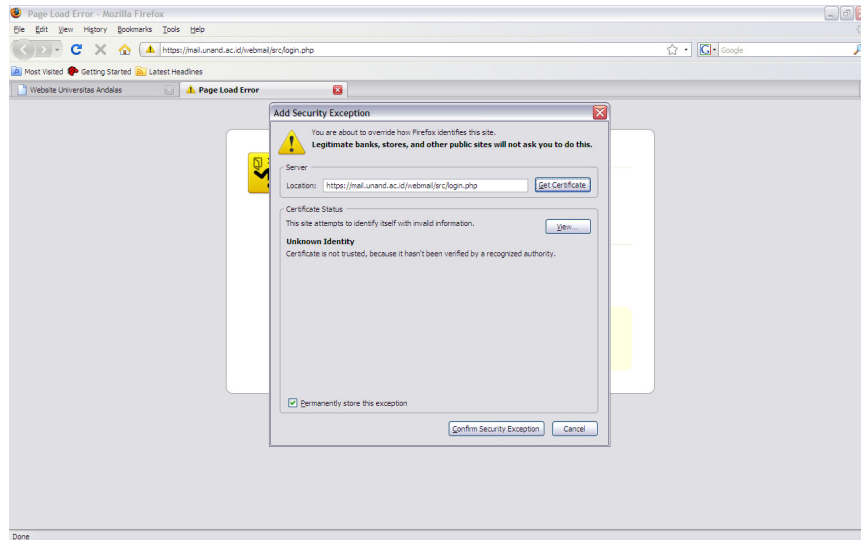 Page Load Error - Mozilla Firefox
File Edit View History Bookmarks Tools Help
https://mail.unand.ac.id/webmail/src/login.php
Google
Most Visited Getting Started Latest Headlines
Website Universitas Andalas Page Load Error
Add Security Exception
You are about to override how Firefox identifies this site.
Legitimate banks, stores, and other public sites will not ask you to do this.
Server
Location: https://mail.unand.ac.id/webmail/src/login.php Get Certificate
Certificate Status
This site attempts to identify itself with invalid information. View...
Unknown Identity
Certificate is not trusted, because it hasn't been verified by a recognized authority.
Permanently store this exception
Confirm Security Exception Cancel
Done